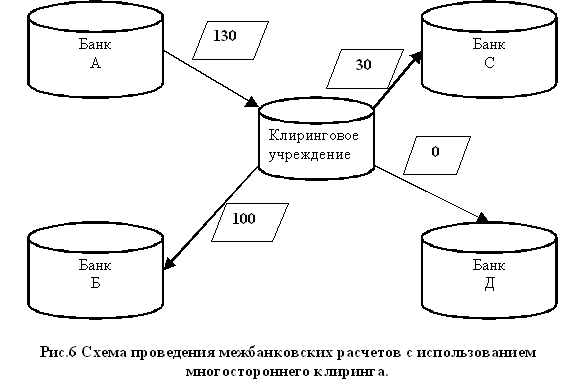 Банк
А
130
30
Банк
С
Клиринговое
учреждение
0
100
Банк
Б
Банк
Д
Рис.6 Схема проведения межбанковских расчетов с использованием
многостороннего клиринга.